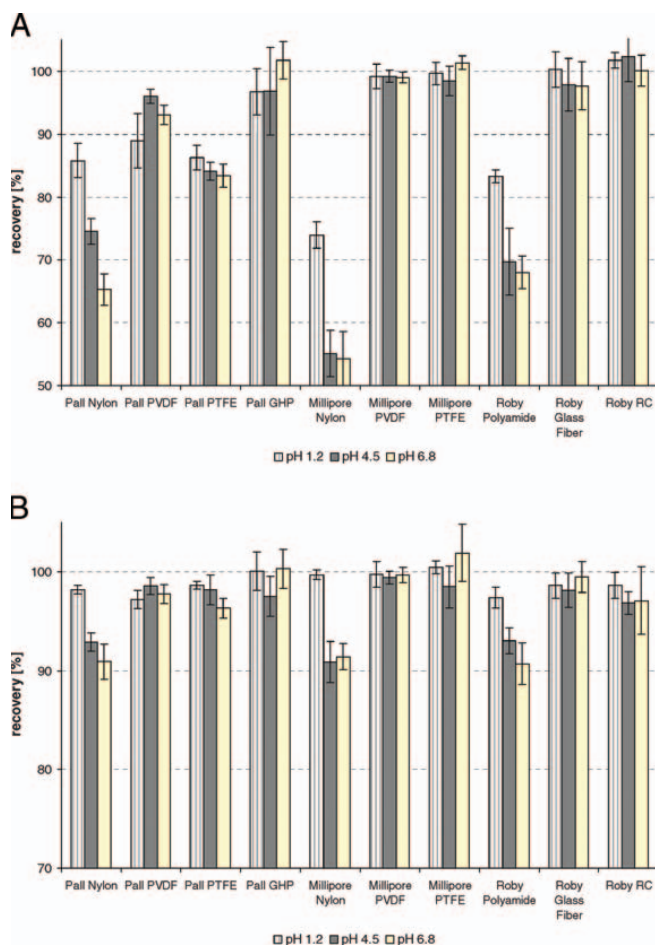 A
recovery [%]
100
90
80
70
60
50
Pall Nylon Pall PVDF Pall PTFE Pall GHP Millipore Nylon Millipore PVDF Millipore PTFE Roby Polyamide Roby Glass Fiber Roby RC
pH 1.2 pH 4.5 pH 6.8
B
recovery [%]
100
90
80
70
Pall Nylon Pall PVDF Pall PTFE Pall GHP Millipore Nylon Millipore PVDF Millipore PTFE Roby Polyamide Roby Glass Fiber Roby RC
pH 1.2 pH 4.5 pH 6.8